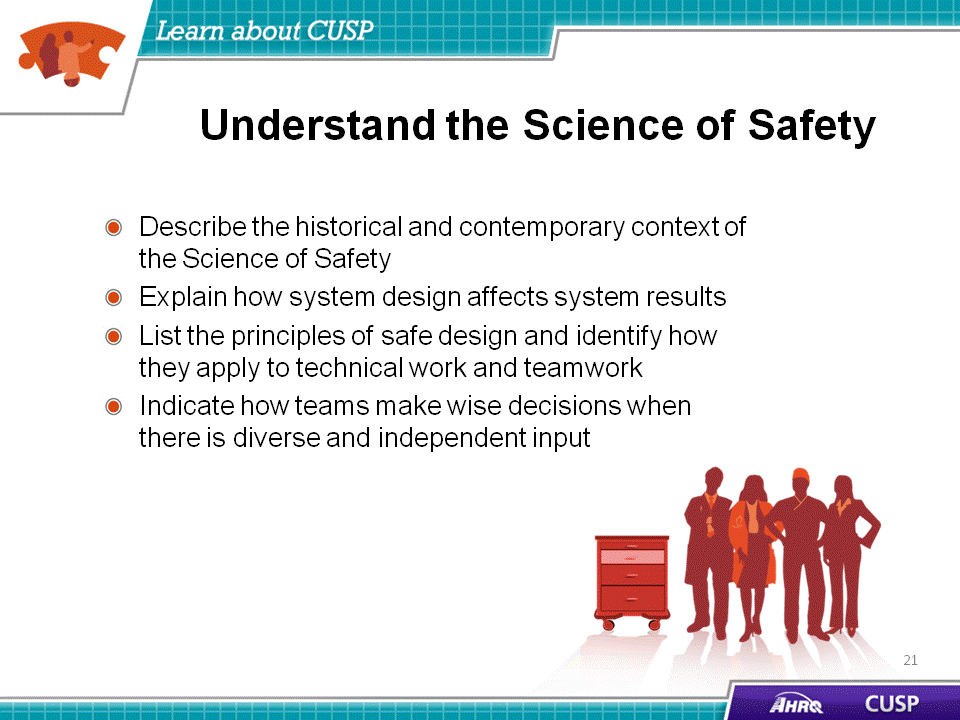 Learn about CUSP
Understand the Science of Safety
Describe the historical and contemporary context of
the Science of Safety
Explain how system design affects system results
List the principles of safe design and identify how
they apply to technical work and teamwork
Indicate how teams make wise decisions when
there is diverse and independent input
21
AHRQ
CUSP